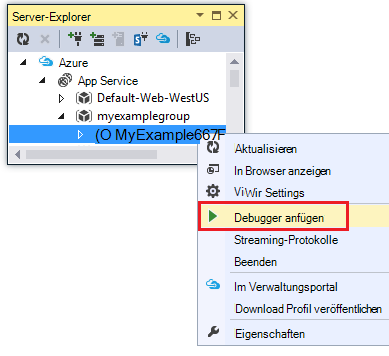 Server-Explorer
Azure
App Service
Default-Web-WestUS
myexamplegroup
(O MyExample667F
Aktualisieren
In Browser anzeigen
ViWir Settings
Debugger anfügen
Streaming-Protokolle
Beenden
Im Verwaltungsportal
Download Profil veröffentlichen
Eigenschaften